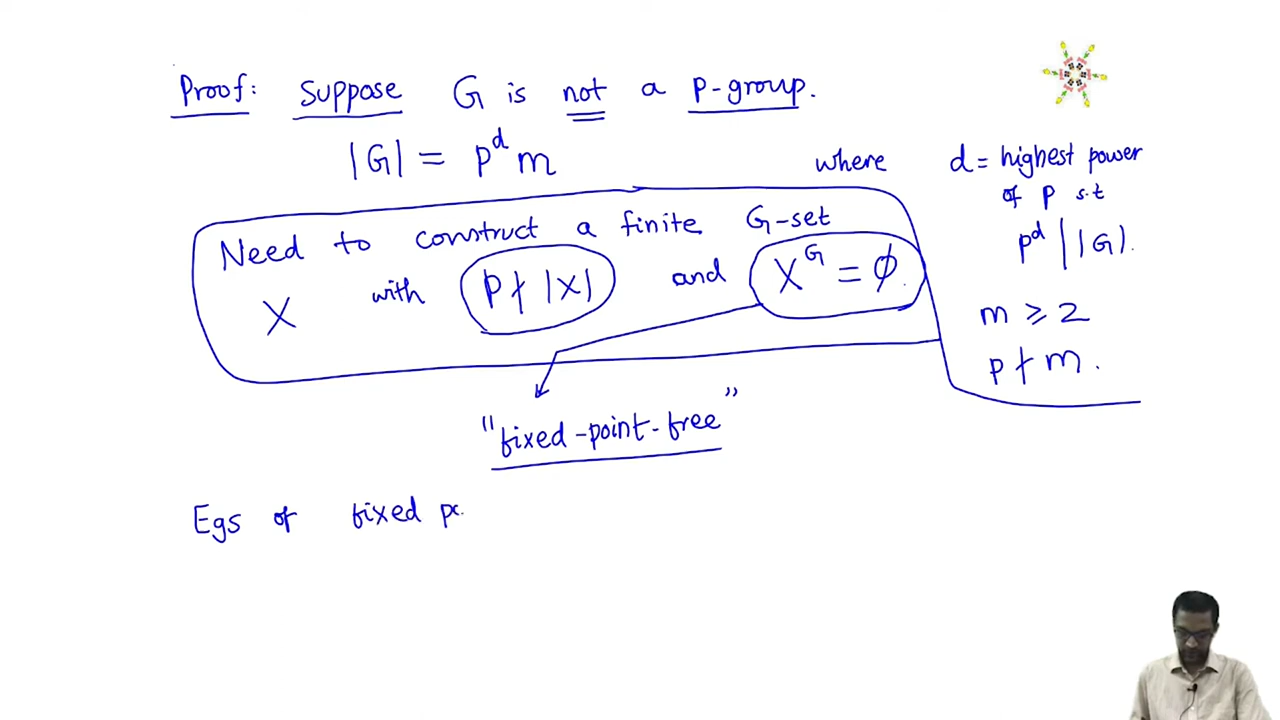 Proof: Suppose G is not a p-group.
|G| = p^d m where d = highest power
of p s.t
p^d | |G|.
m ⩾ 2
p ∤ m.
Need to construct a finite G-set
X with p ∤ |X| and X^G = ∅.
"fixed-point-free"
Egs of fixed po